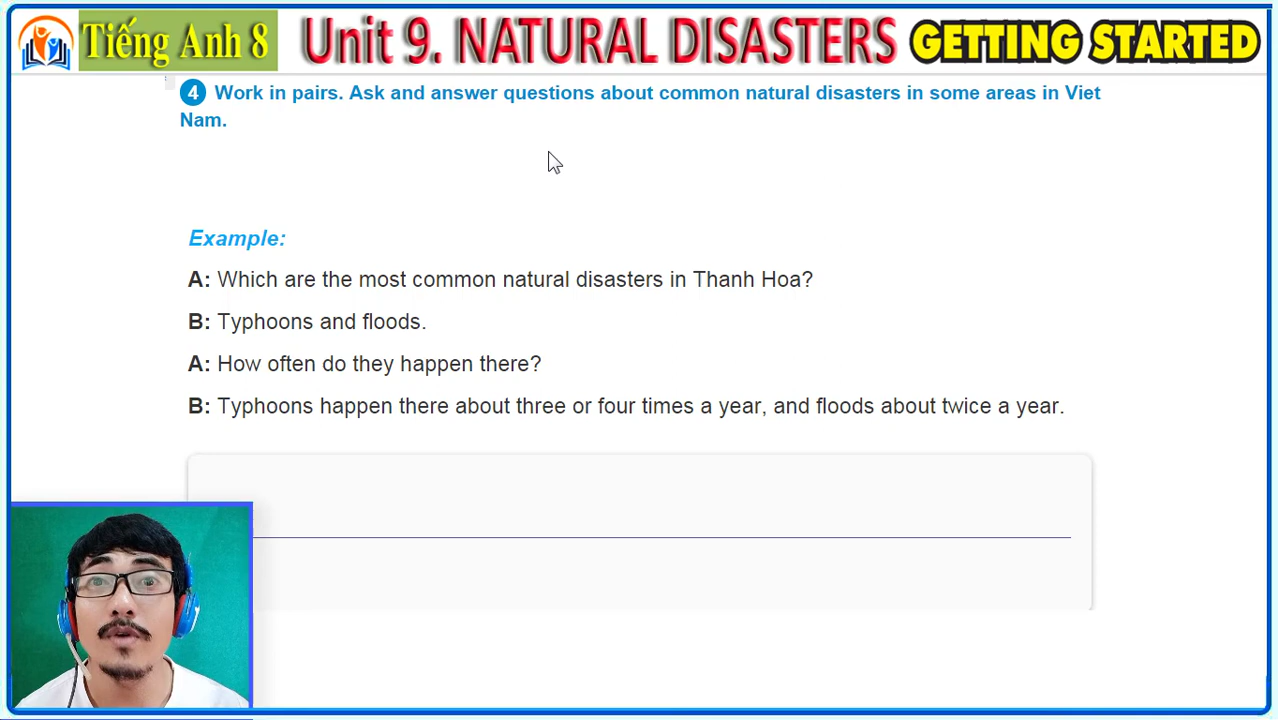 Tiếng Anh 8
Unit 9. NATURAL DISASTERS
GETTING STARTED
4 Work in pairs. Ask and answer questions about common natural disasters in some areas in Viet
Nam.
Example:
A: Which are the most common natural disasters in Thanh Hoa?
B: Typhoons and floods.
A: How often do they happen there?
B: Typhoons happen there about three or four times a year, and floods about twice a year.